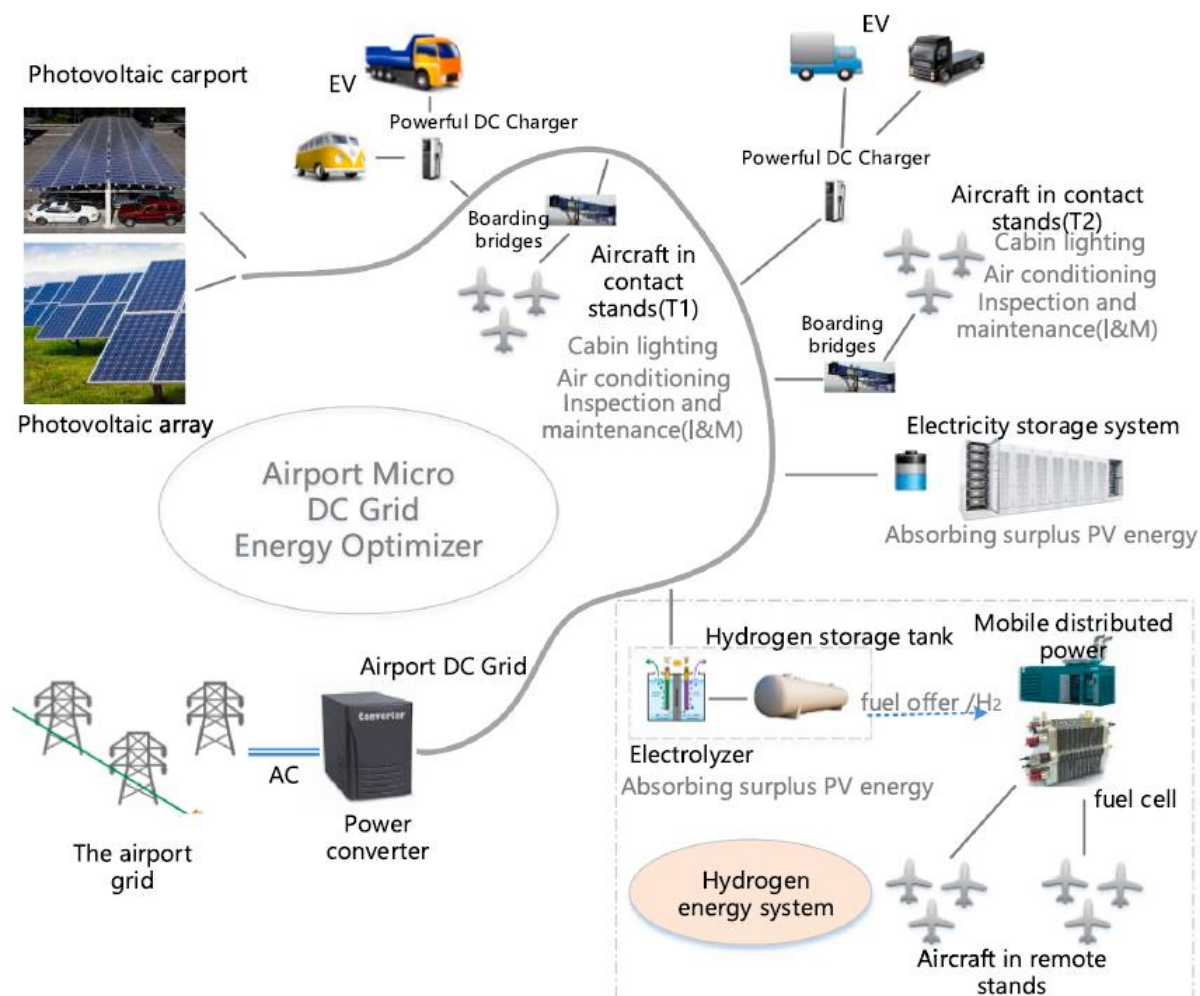 EV
EV
Photovoltaic carport
Powerful DC Charger
Powerful DC Charger
Boarding
bridges
Aircraft in
contact
stands(T1)
Cabin lighting
Air conditioning
Inspection and
maintenance(I&M)
Aircraft in contact
stands(T2)
Cabin lighting
Air conditioning
Inspection and
maintenance(I&M)
Boarding
bridges
Photovoltaic array
Electricity storage system
Absorbing surplus PV energy
Airport Micro
DC Grid
Energy Optimizer
Airport DC Grid
Converter
AC
Power
converter
The airport
grid
Hydrogen storage tank
Mobile distributed
power
fuel offer /H₂
Electrolyzer
Absorbing surplus PV energy
fuel cell
Hydrogen
energy system
Aircraft in remote
stands